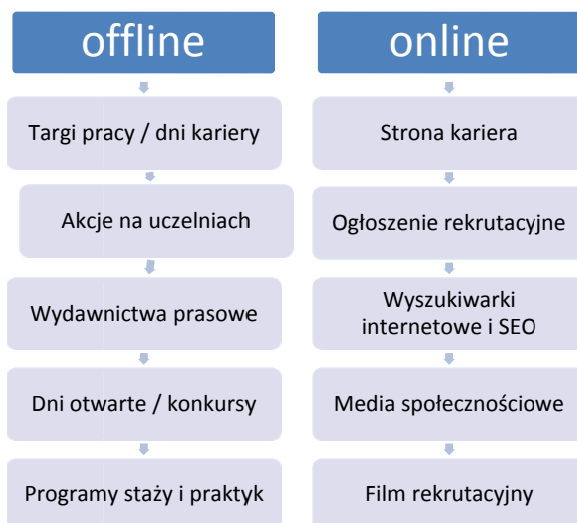 offline
Targi pracy / dni kariery
Akcje na uczelniach
Wydawnictwa prasowe
Dni otwarte / konkursy
Programy staży i praktyk
online
Strona kariera
Ogłoszenie rekrutacyjne
Wyszukiwarki
internetowe i SEO
Media społecznościowe
Film rekrutacyjny